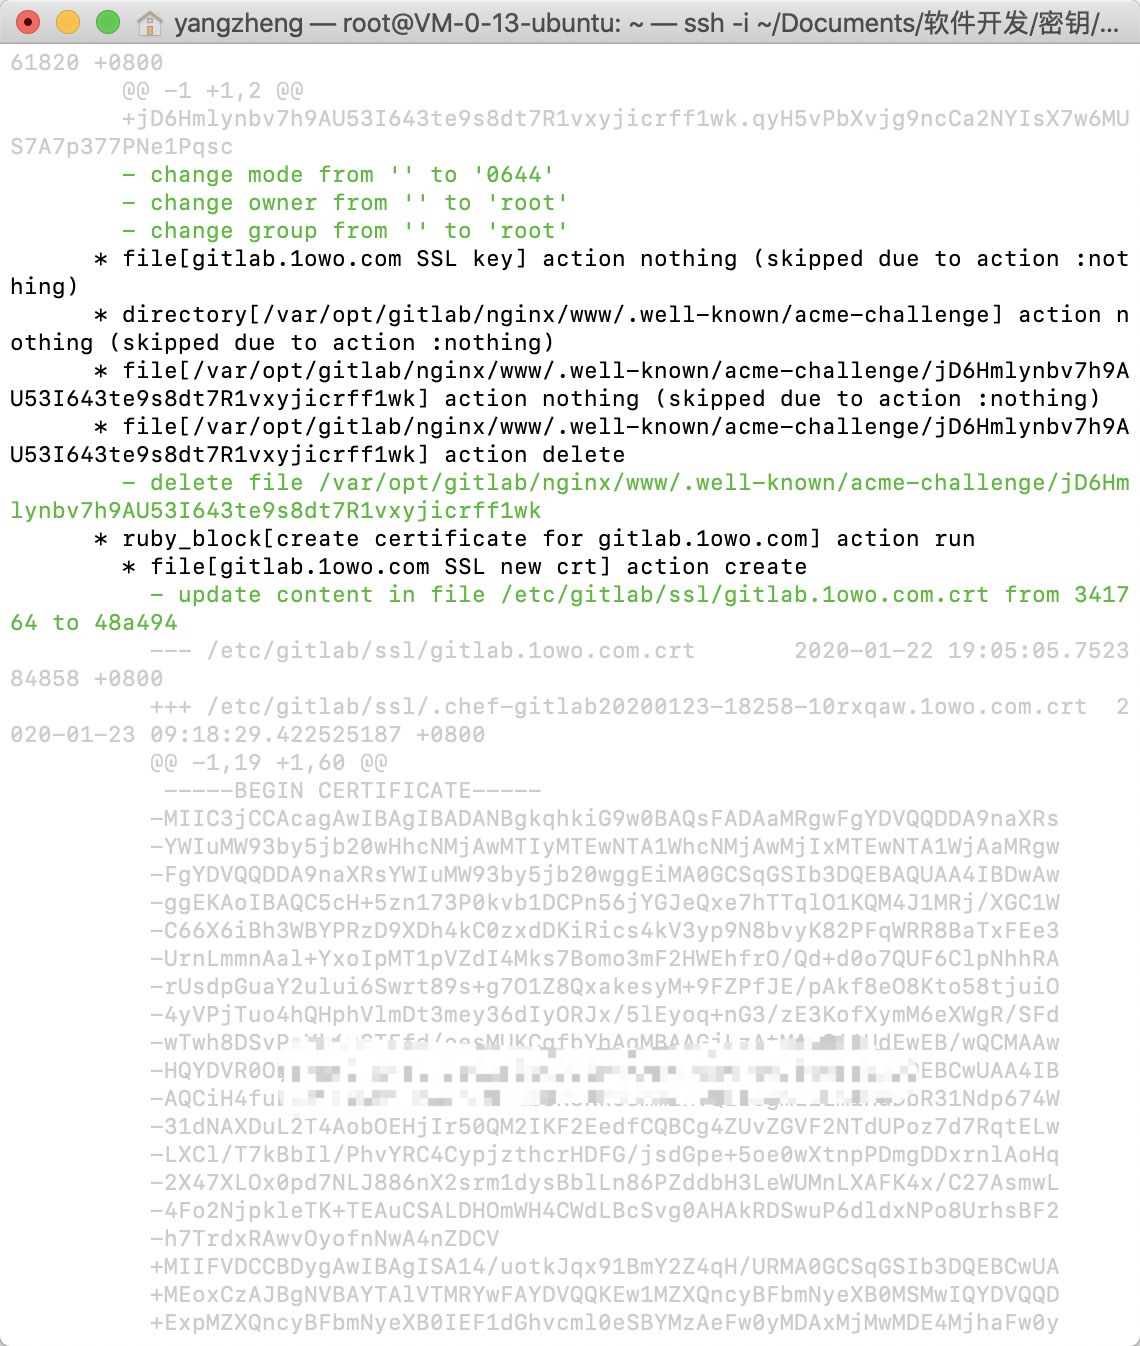 yangzheng — root@VM-0-13-ubuntu: ~ — ssh -i ~/Documents/软件开发/密钥/...
61820 +0800
@@ -1 +1,2 @@
+jD6Hmlynbv7h9AU53I643te9s8dt7R1vxyjicrff1wk.qyH5vPbXvjg9ncCa2NYIsX7w6MU
S7A7p377PNe1Pqsc
- change mode from '' to '0644'
- change owner from '' to 'root'
- change group from '' to 'root'
* file[gitlab.1owo.com SSL key] action nothing (skipped due to action :not
hing)
* directory[/var/opt/gitlab/nginx/www/.well-known/acme-challenge] action n
othing (skipped due to action :nothing)
* file[/var/opt/gitlab/nginx/www/.well-known/acme-challenge/jD6Hmlynbv7h9A
U53I643te9s8dt7R1vxyjicrff1wk] action nothing (skipped due to action :nothing)
* file[/var/opt/gitlab/nginx/www/.well-known/acme-challenge/jD6Hmlynbv7h9A
U53I643te9s8dt7R1vxyjicrff1wk] action delete
- delete file /var/opt/gitlab/nginx/www/.well-known/acme-challenge/jD6Hm
lynbv7h9AU53I643te9s8dt7R1vxyjicrff1wk
* ruby_block[create certificate for gitlab.1owo.com] action run
* file[gitlab.1owo.com SSL new crt] action create
- update content in file /etc/gitlab/ssl/gitlab.1owo.com.crt from 3417
64 to 48a494
--- /etc/gitlab/ssl/gitlab.1owo.com.crt 2020-01-22 19:05:05.7523
84858 +0800
+++ /etc/gitlab/ssl/.chef-gitlab20200123-18258-10rxqaw.1owo.com.crt 2
020-01-23 09:18:29.422525187 +0800
@@ -1,19 +1,60 @@
-----BEGIN CERTIFICATE-----
-MIIC3jCCAcagAwIBAgIBADANBgkqhkiG9w0BAQsFADAaMRgwFgYDVQQDDA9naXRs
-YWIuMW93by5jb20wHhcNMjAwMTIyMTEwNTA1WhcNMjAwMjIxMTEwNTA1WjAaMRgw
-FgYDVQQDDA9naXRsYWIuMW93by5jb20wggEiMA0GCSqGSIb3DQEBAQUAA4IBDwAw
-ggEKAoIBAQC5cH+5zn173P0kvb1DCPn56jYGJeQxe7hTTqlO1KQM4J1MRj/XGC1W
-C66X6iBh3WBYPRzD9XDh4kC0zxdDKiRics4kV3yp9N8bvyK82PFqWRR8BaTxFEe3
-UrnLmmnAal+YxoIpMT1pVZdI4Mks7Bomo3mF2HWEhfrO/Qd+d0o7QUF6ClpNhhRA
-rUsdpGuaY2ului6Swrt89s+g7O1Z8QxakesyM+9FZPfJE/pAkf8eO8Kto58tjuiO
-4yVPjTuo4hQHphVlmDt3mey36dIyORJx/5lEyoq+nG3/zE3KofXymM6eXWgR/SFd
-wTwh8DSvP dEwEB/wQCMAAw
-HQYDVR0O EBCwUAA4IB
-AQCiH4fu R31Ndp674W
-31dNAXDuL2T4AobOEHjIr50QM2IKF2EedfCQBCg4ZUvZGVF2NTdUPoz7d7RqtELw
-LXCl/T7kBbIl/PhvYRC4CypjzthcrHDFG/jsdGpe+5oe0wXtnpPDmgDDxrnlAoHq
-2X47XLOx0pd7NLJ886nX2srm1dysBblLn86PZddbH3LeWUMnLXAFK4x/C27AsmwL
-4Fo2NjpkleTK+TEAuCSALDHOmWH4CWdLBcSvg0AHAkRDSwuP6dldxNPo8UrhsBF2
-h7TrdxRAwvOyofnNwA4nZDCV
+MIIFVDCCBDygAwIBAgISA14/uotkJqx91BmY2Z4qH/URMA0GCSqGSIb3DQEBCwUA
+MEoxCzAJBgNVBAYTAlVTMRYwFAYDVQQKEw1MZXQncyBFbmNyeXB0MSMwIQYDVQQD
+ExpMZXQncyBFbmNyeXB0IEF1dGhvcml0eSBYMzAeFw0yMDAxMjMwMDE4MjhaFw0y